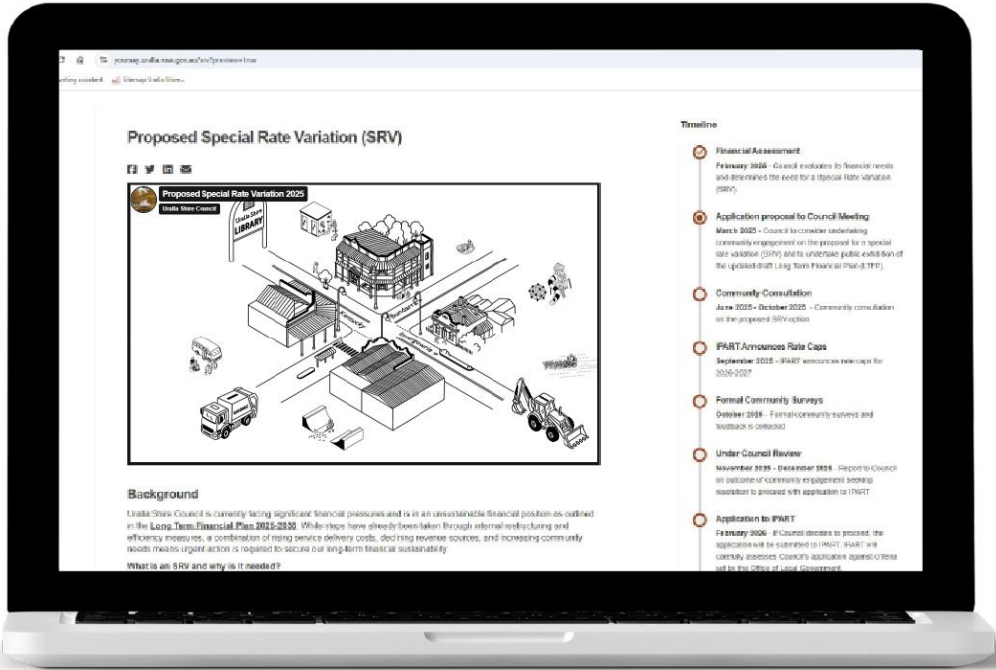 yoursay.uralla.nsw.gov.au/srv?preview=true
Proposed Special Rate Variation (SRV)
Proposed Special Rate Variation 2025
Uralla Shire Council
Uralla Shire
LIBRARY
Kentucky
Background
Uralla Shire Council is currently facing significant financial pressures and is in an unsustainable financial position as outlined
in the Long Term Financial Plan 2025-2035. While steps have already been taken through internal restructuring and
efficiency measures, a combination of rising service delivery costs, declining revenue sources, and increasing community
needs means urgent action is required to secure our long-term financial sustainability
What is an SRV and why is it needed?
Timeline
Financial Assessment
February 2025 - Council evaluates its financial needs
and determines the need for a Special Rate Variation
(SRV).
Application proposal to Council Meeting
March 2025 - Council to consider undertaking
community engagement on the proposal for a special
rate variation (SRV) and to undertake public exhibition of
the updated draft Long Term Financial Plan (LTFP).
Community Consultation
June 2025 - October 2025 - Community consultation
on the proposed SRV option
IPART Announces Rate Caps
September 2025 - IPART announces rate caps for
2026-2027
Formal Community Surveys
October 2025 - Formal community surveys and
feedback is collected
Under Council Review
November 2025 - December 2025 - Report to Council
on outcome of community engagement seeking
resolution to proceed with application to IPART
Application to IPART
February 2026 - If Council decides to proceed, the
application will be submitted to IPART. IPART will
carefully assesses Council's application against criteria
set by the Office of Local Government.